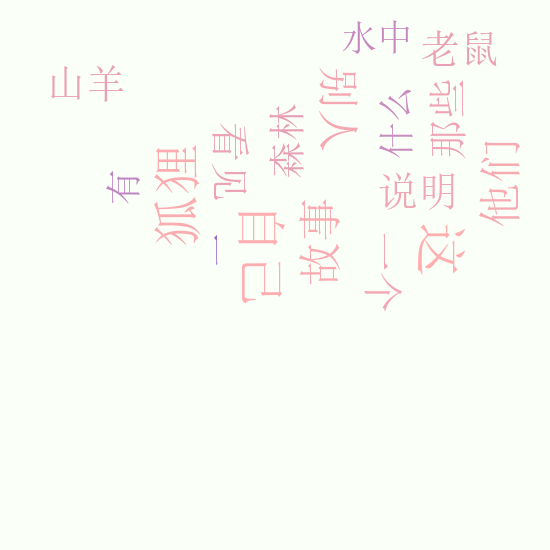 水中
老鼠
山羊
别人
什么
那些
森林
看见
他们
狐狸
有
说明
自己
故事
这
一个
一